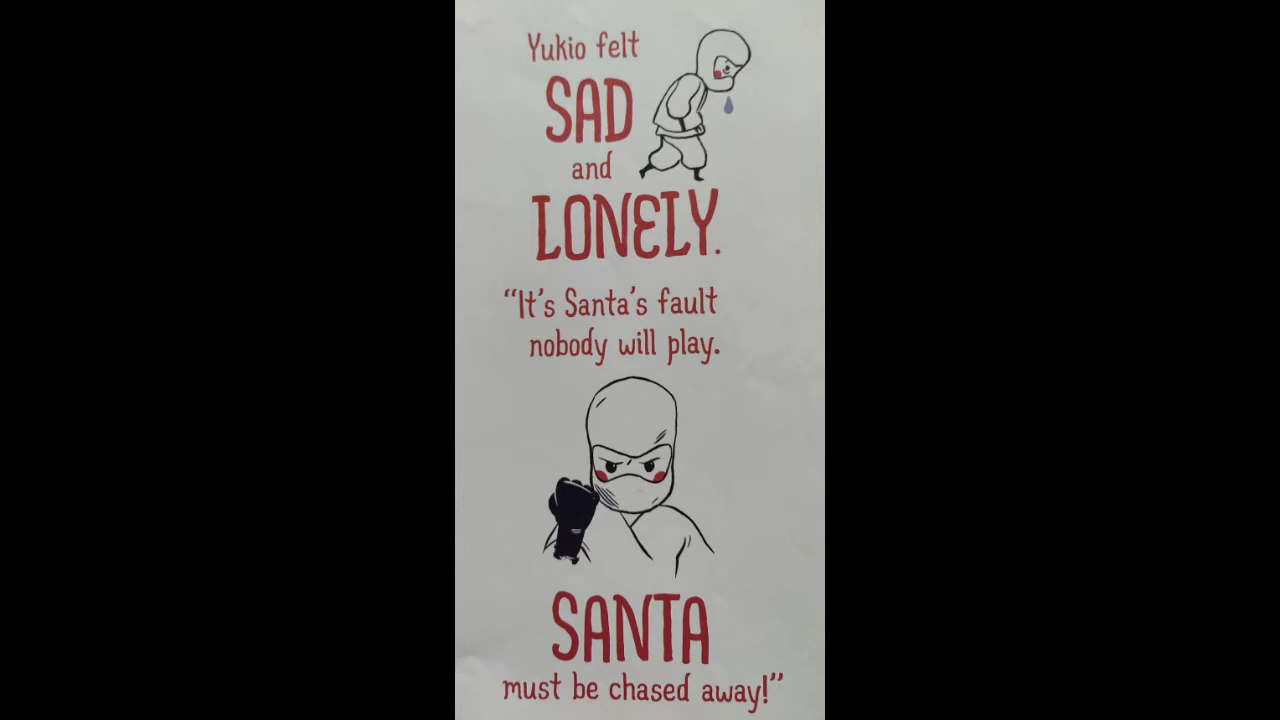 Yukio felt
SAD
and
LONELY.
“It’s Santa’s fault
nobody will play.
SANTA
must be chased away!”